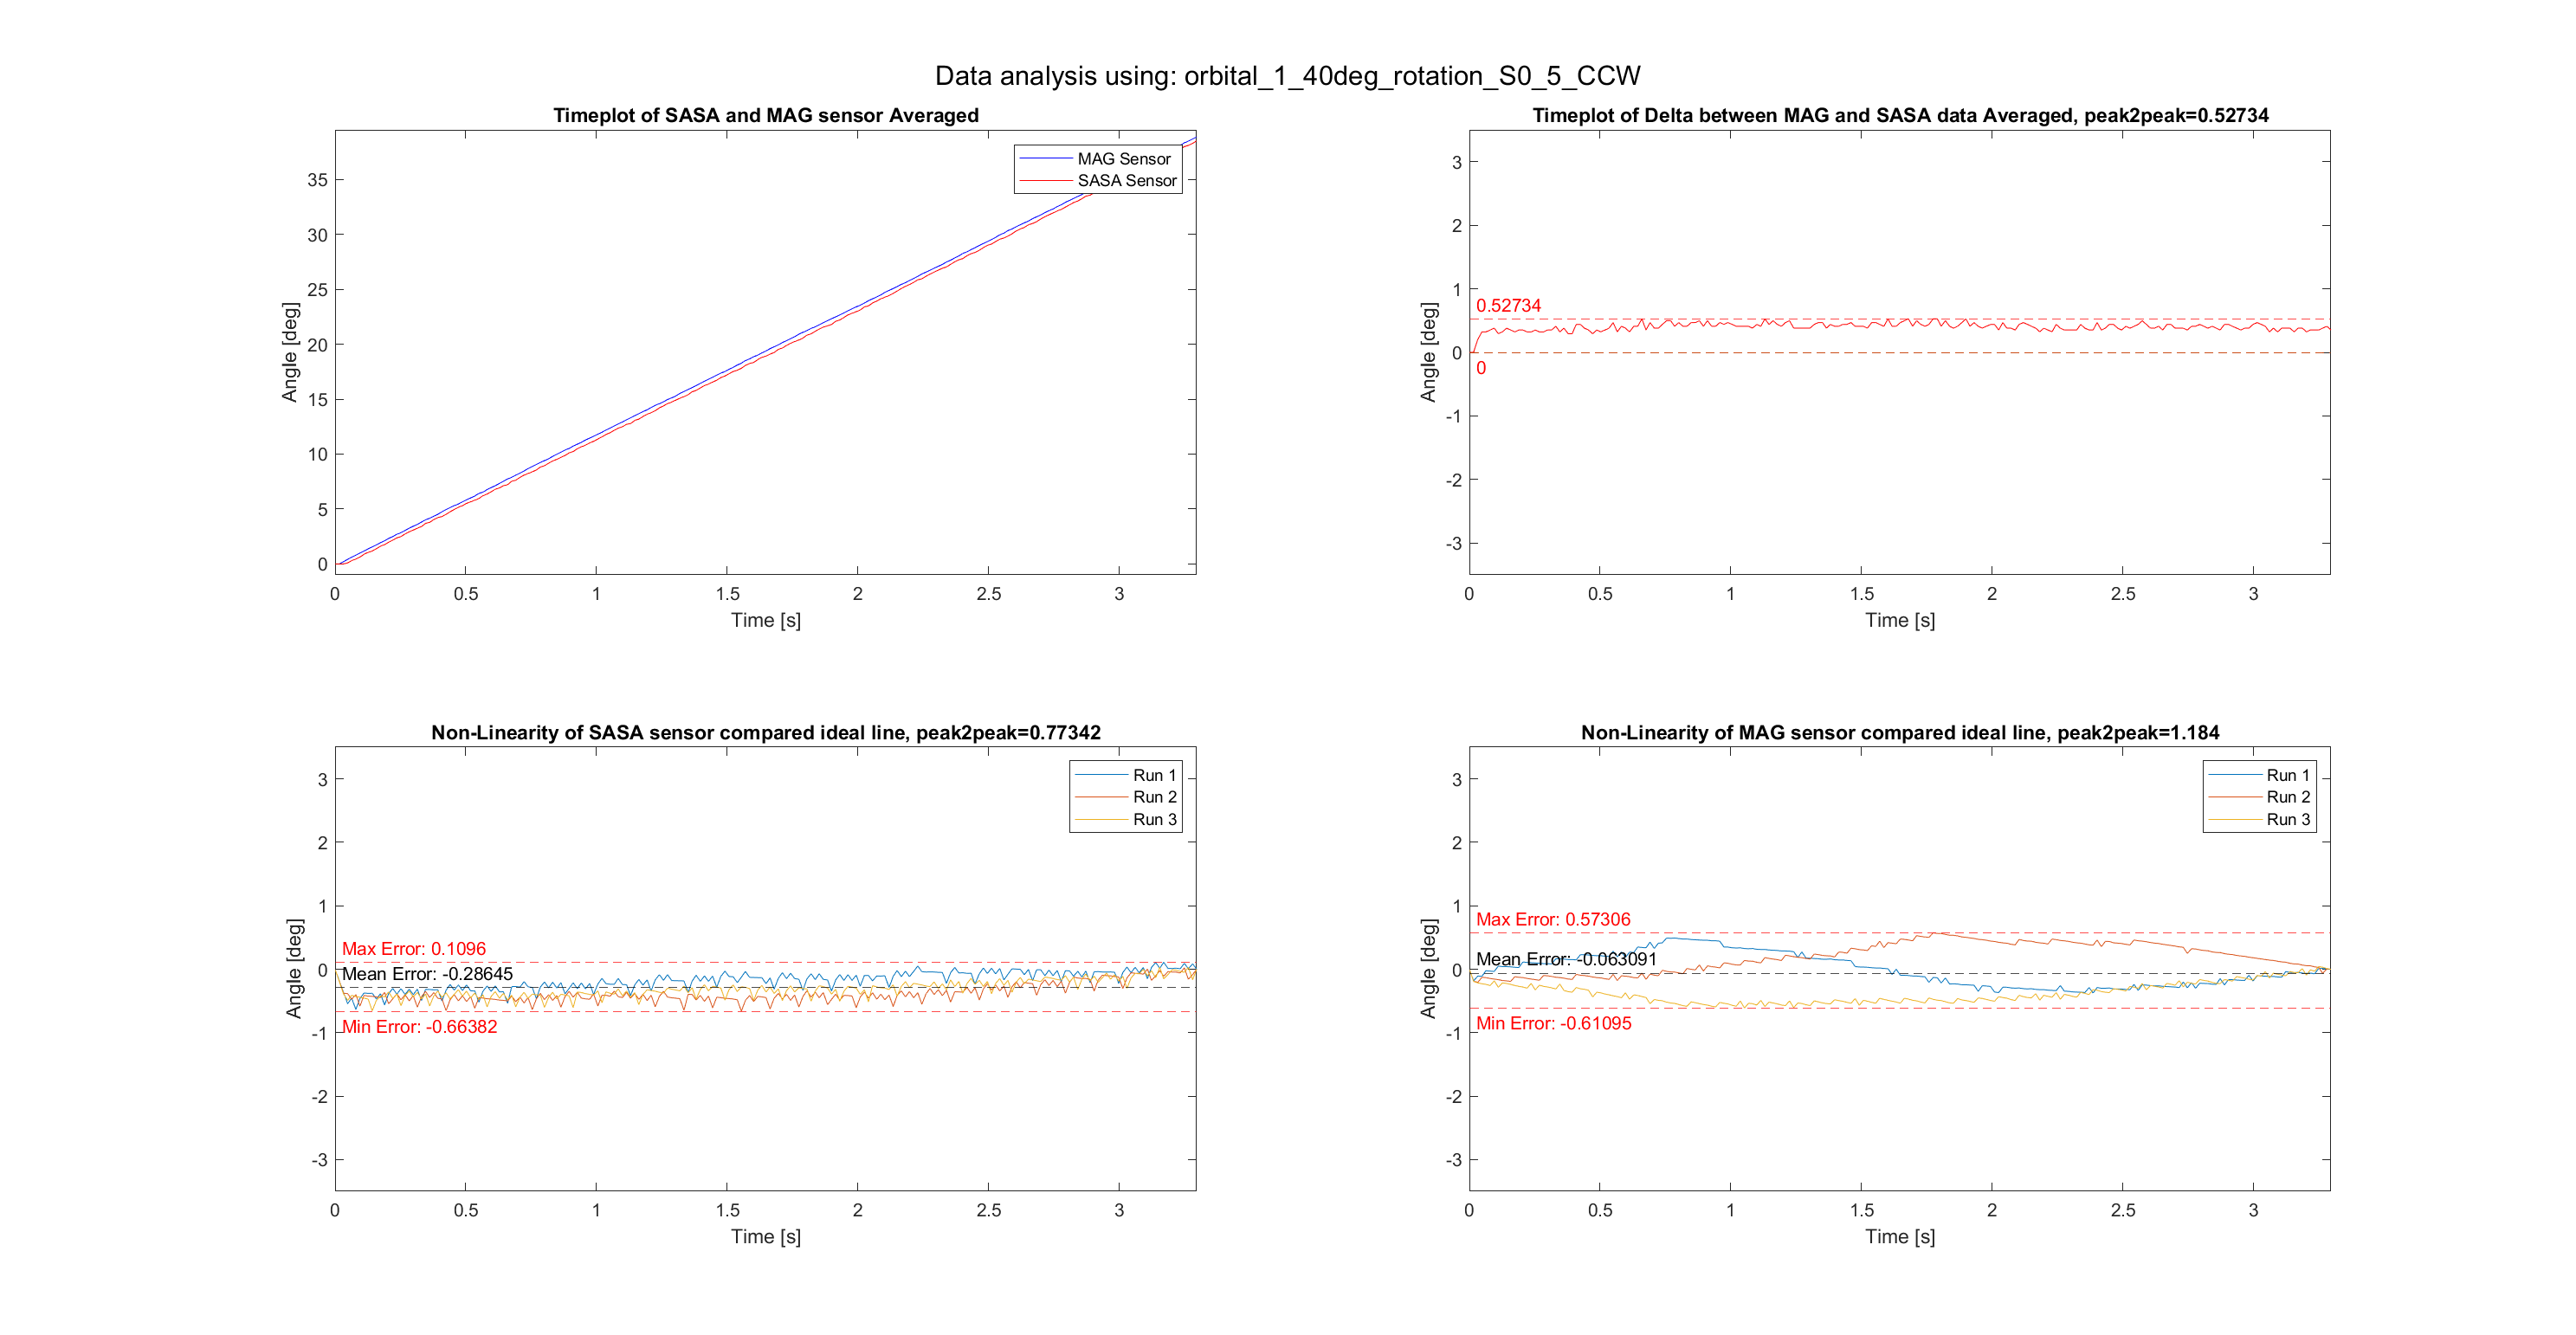 Data analysis using: orbital_1_40deg_rotation_S0_5_CCW
Timeplot of SASA and MAG sensor Averaged
MAG Sensor
SASA Sensor
35
30
25
20
15
10
5
0
Angle [deg]
0 0.5 1 1.5 2 2.5 3
Time [s]
Timeplot of Delta between MAG and SASA data Averaged, peak2peak=0.52734
3
2
1
0
-1
-2
-3
Angle [deg]
0.52734
0
0 0.5 1 1.5 2 2.5 3
Time [s]
Non-Linearity of SASA sensor compared ideal line, peak2peak=0.77342
Run 1
Run 2
Run 3
3
2
1
0
-1
-2
-3
Angle [deg]
Max Error: 0.1096
Mean Error: -0.28645
Min Error: -0.66382
0 0.5 1 1.5 2 2.5 3
Time [s]
Non-Linearity of MAG sensor compared ideal line, peak2peak=1.184
Run 1
Run 2
Run 3
3
2
1
0
-1
-2
-3
Angle [deg]
Max Error: 0.57306
Mean Error: -0.063091
Min Error: -0.61095
0 0.5 1 1.5 2 2.5 3
Time [s]